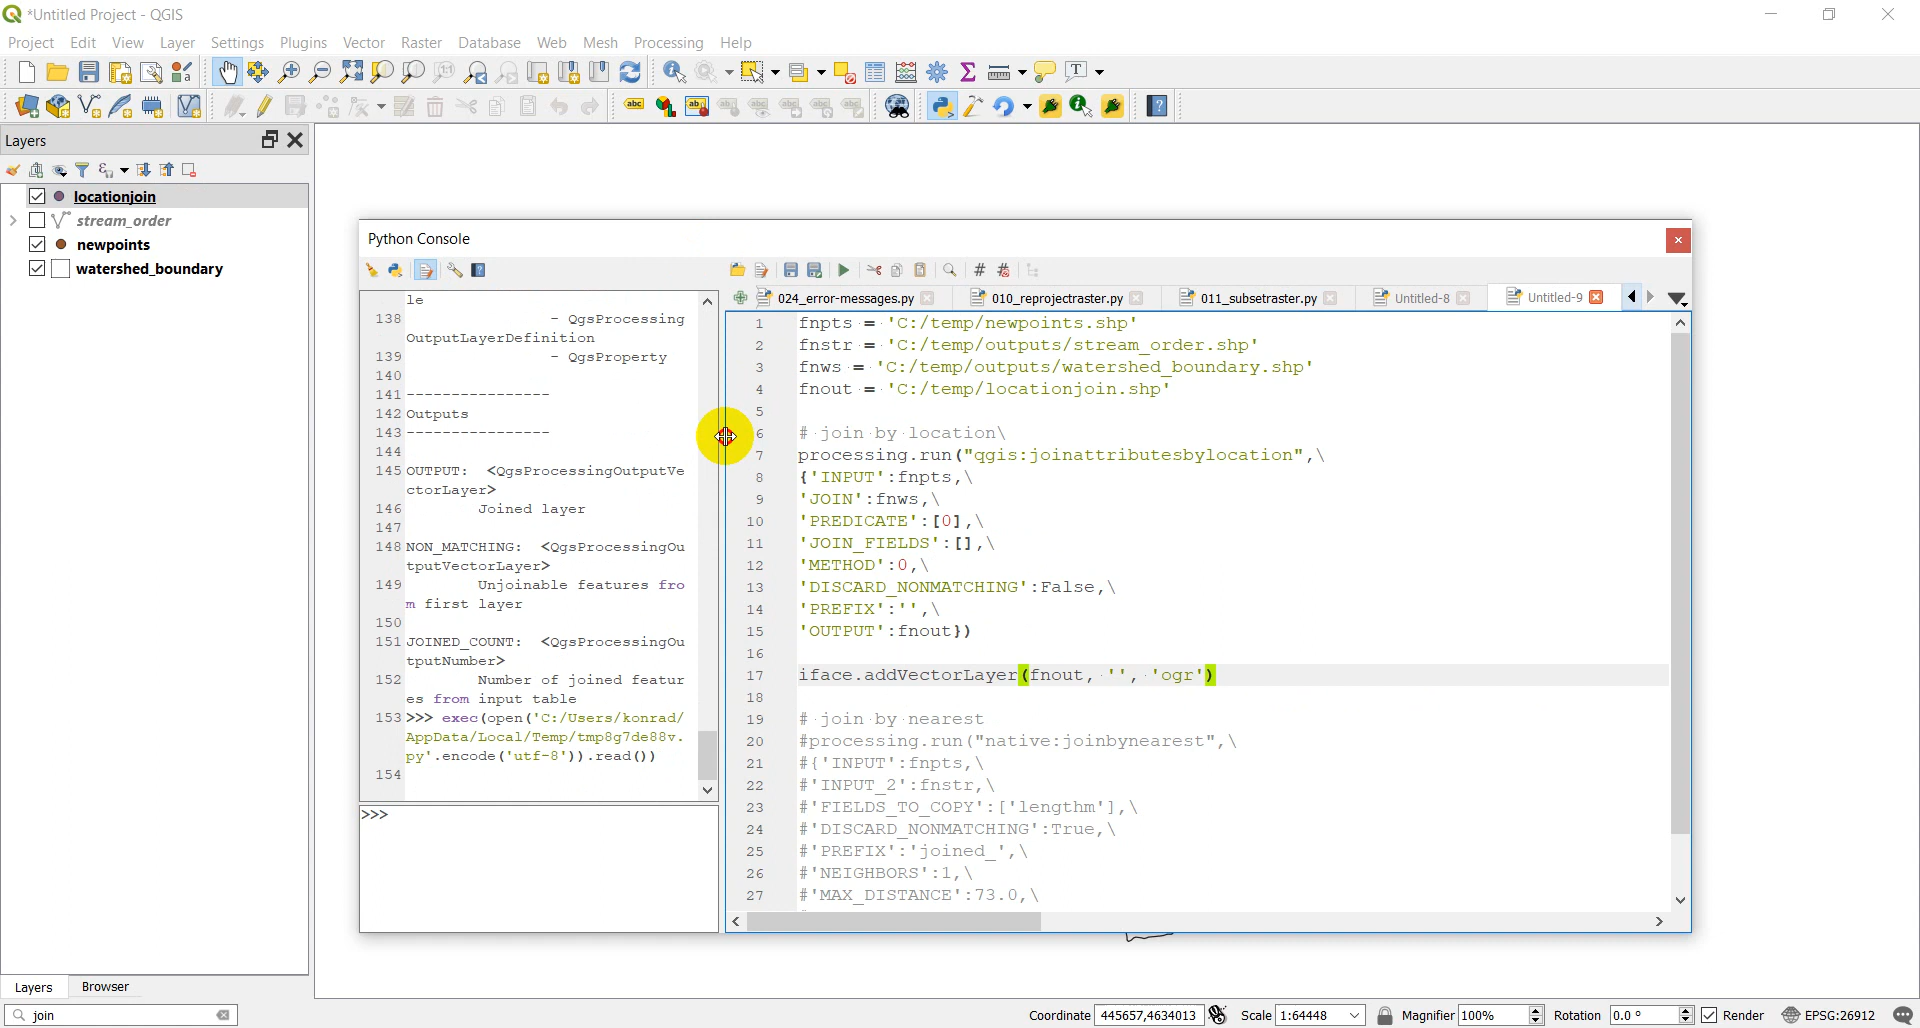 *Untitled Project - QGIS
Project Edit View Layer Settings Plugins Vector Raster Database Web Mesh Processing Help
Layers
locationjoin
stream_order
newpoints
watershed_boundary
Python Console
024_error-messages.py 010_reprojectraster.py 011_subsetraster.py Untitled-8 Untitled-9
le
138 - QgsProcessing
OutputLayerDefinition
139 - QgsProperty
140
141 ----------------
142 Outputs
143 ----------------
144
145 OUTPUT: <QgsProcessingOutputVe
ctorLayer>
146 Joined layer
147
148 NON_MATCHING: <QgsProcessingOu
tputVectorLayer>
149 Unjoinable features fro
m first layer
150
151 JOINED_COUNT: <QgsProcessingOu
tputNumber>
152 Number of joined featur
es from input table
153 >>> exec(open('C:/Users/konrad/
AppData/Local/Temp/tmp8g7de88v.
py'.encode('utf-8')).read())
154
>>>
1 fnpts = 'C:/temp/newpoints.shp'
2 fnstr = 'C:/temp/outputs/stream_order.shp'
3 fnws = 'C:/temp/outputs/watershed_boundary.shp'
4 fnout = 'C:/temp/locationjoin.shp'
5
6 # join by location\
7 processing.run("qgis:joinattributesbylocation",\
8 {'INPUT':fnpts,\
9 'JOIN':fnws,\
10 'PREDICATE':[0],\
11 'JOIN_FIELDS':[],\
12 'METHOD':0,\
13 'DISCARD_NONMATCHING':False,\
14 'PREFIX':'',\
15 'OUTPUT':fnout})
16
17 iface.addVectorLayer(fnout, '', 'ogr')
18
19 # join by nearest
20 #processing.run("native:joinbynearest",\
21 #{'INPUT':fnpts,\
22 #'INPUT_2':fnstr,\
23 #'FIELDS_TO_COPY':['lengthm'],\
24 #'DISCARD_NONMATCHING':True,\
25 #'PREFIX':'joined_',\
26 #'NEIGHBORS':1,\
27 #'MAX_DISTANCE':73.0,\
Layers Browser
join
Coordinate 445657,4634013 Scale 1:64448 Magnifier 100% Rotation 0.0 ° Render EPSG:26912